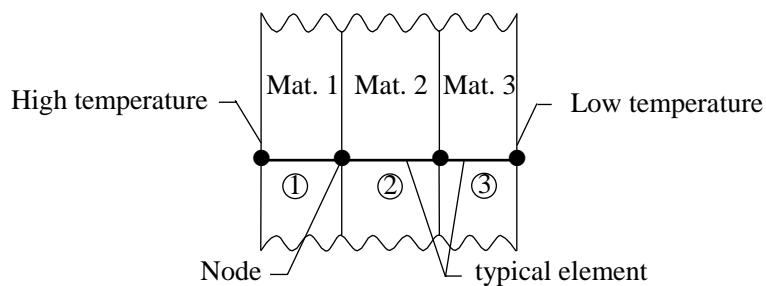 Mat. 1 Mat. 2 Mat. 3
High temperature
Low temperature
① ② ③
Node
typical element